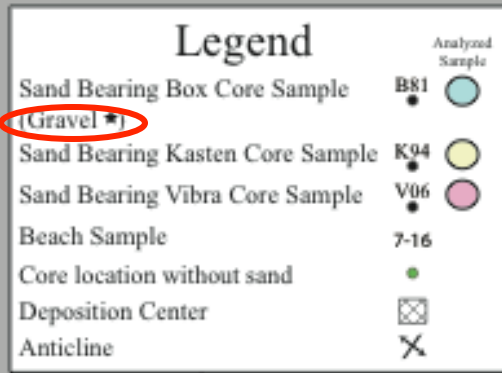 Legend
Analyzed
Sample
Sand Bearing Box Core Sample B81
(Gravel ★)
Sand Bearing Kasten Core Sample K94
Sand Bearing Vibra Core Sample V06
Beach Sample 7-16
Core location without sand
Deposition Center
Anticline